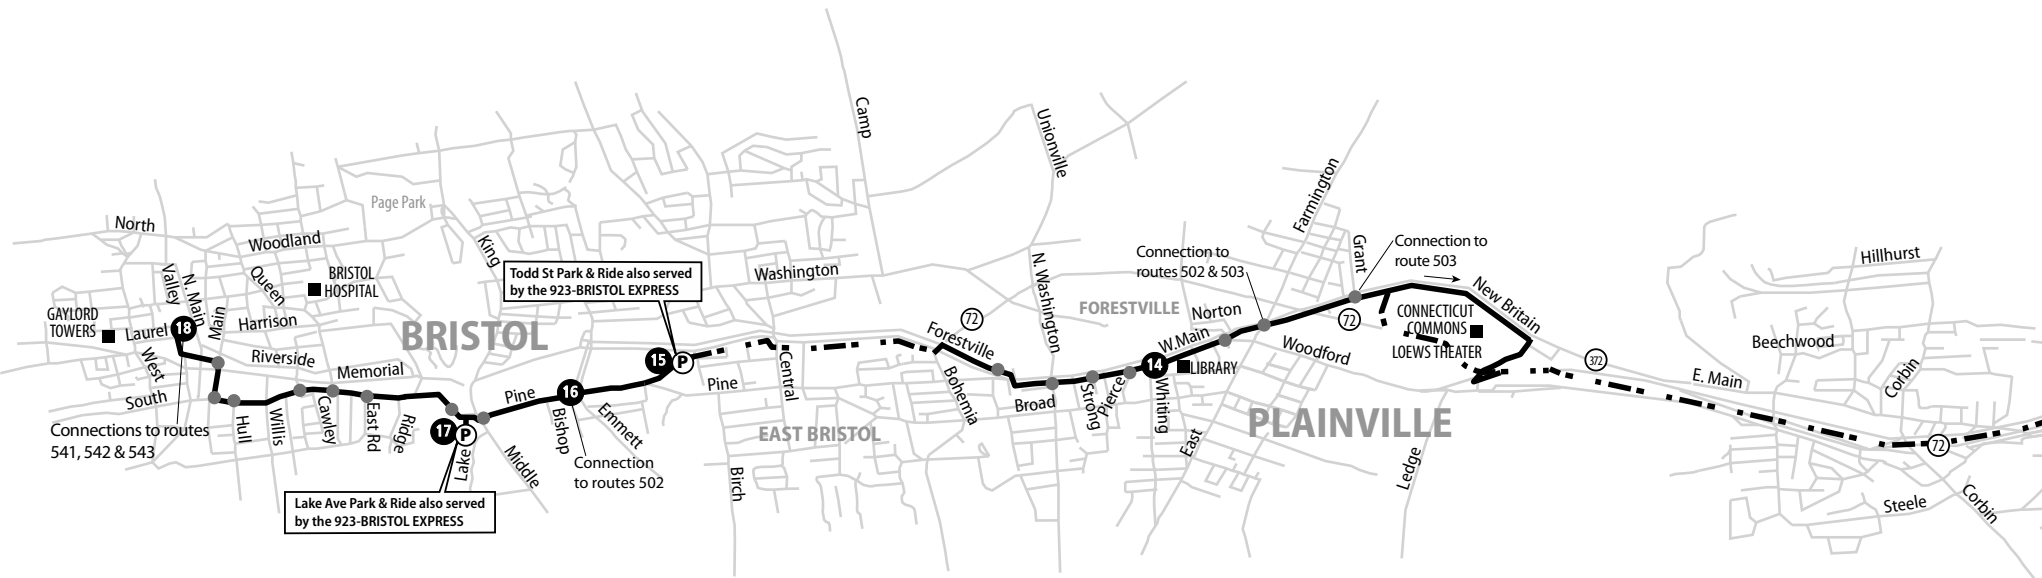 Camp
Unionville
Farmington
Page Park
North
Woodland
King
Valley
N. Main
Queen
BRISTOL
HOSPITAL
Todd St Park & Ride also served
by the 923-BRISTOL EXPRESS
Washington
N. Washington
Connection to
routes 502 & 503
Grant
Connection to
route 503
Hillhurst
GAYLORD
TOWERS
Laurel
18
Main
Harrison
BRISTOL
72
FORESTVILLE
Norton
72
New Britain
CONNECTICUT
COMMONS
LOEWS THEATER
Beechwood
West
Riverside
Memorial
15
P
Forestville
W. Main
Woodford
372
South
Pine
16
Pine
Central
Bohemia
Broad
Strong
Pierce
14
LIBRARY
Whiting
E. Main
Corbin
Connections to routes
541, 542 & 543
Hull
Willis
Cawley
East Rd
Ridge
17
P
Lake
Middle
Bishop
Emmett
EAST BRISTOL
East
PLAINVILLE
72
Connection
to routes 502
Birch
Ledge
Lake Ave Park & Ride also served
by the 923-BRISTOL EXPRESS
Steele
Corbin